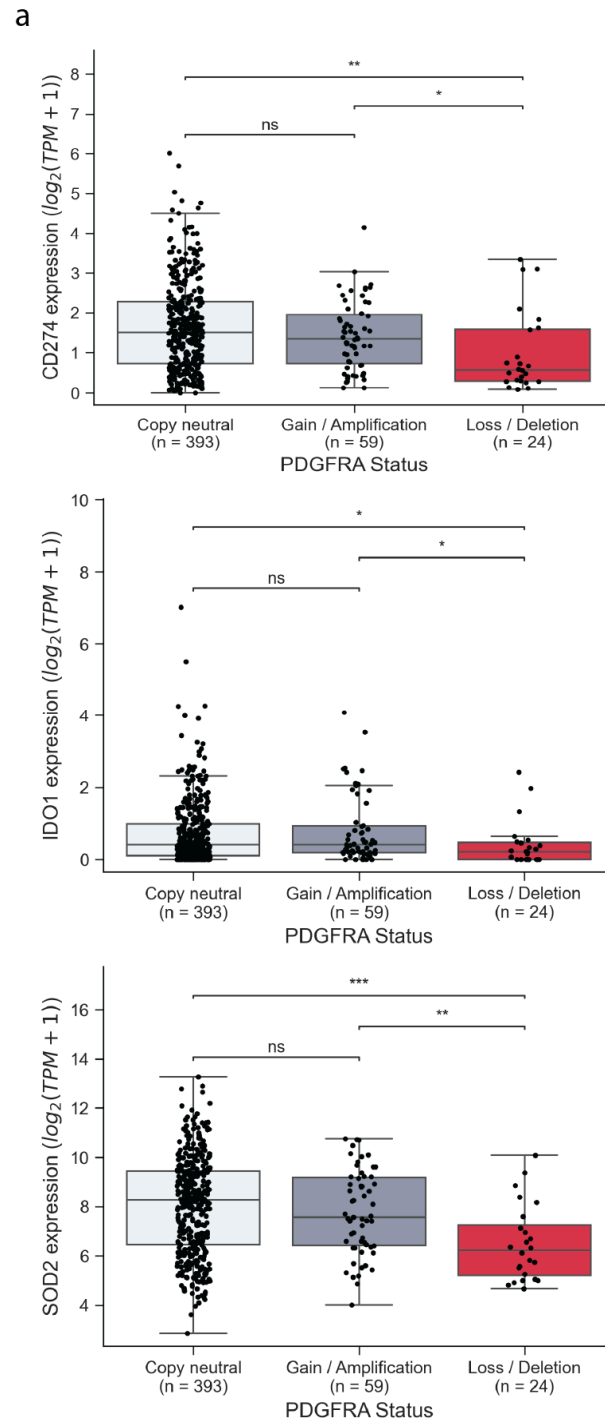 a
CD274 expression (log₂(TPM + 1))
8
7
6
5
4
3
2
1
0
**
*
ns
Copy neutral
(n = 393)
Gain / Amplification
(n = 59)
Loss / Deletion
(n = 24)
PDGFRA Status
IDO1 expression (log₂(TPM + 1))
10
8
6
4
2
0
*
*
ns
Copy neutral
(n = 393)
Gain / Amplification
(n = 59)
Loss / Deletion
(n = 24)
PDGFRA Status
SOD2 expression (log₂(TPM + 1))
16
14
12
10
8
6
4
***
**
ns
Copy neutral
(n = 393)
Gain / Amplification
(n = 59)
Loss / Deletion
(n = 24)
PDGFRA Status